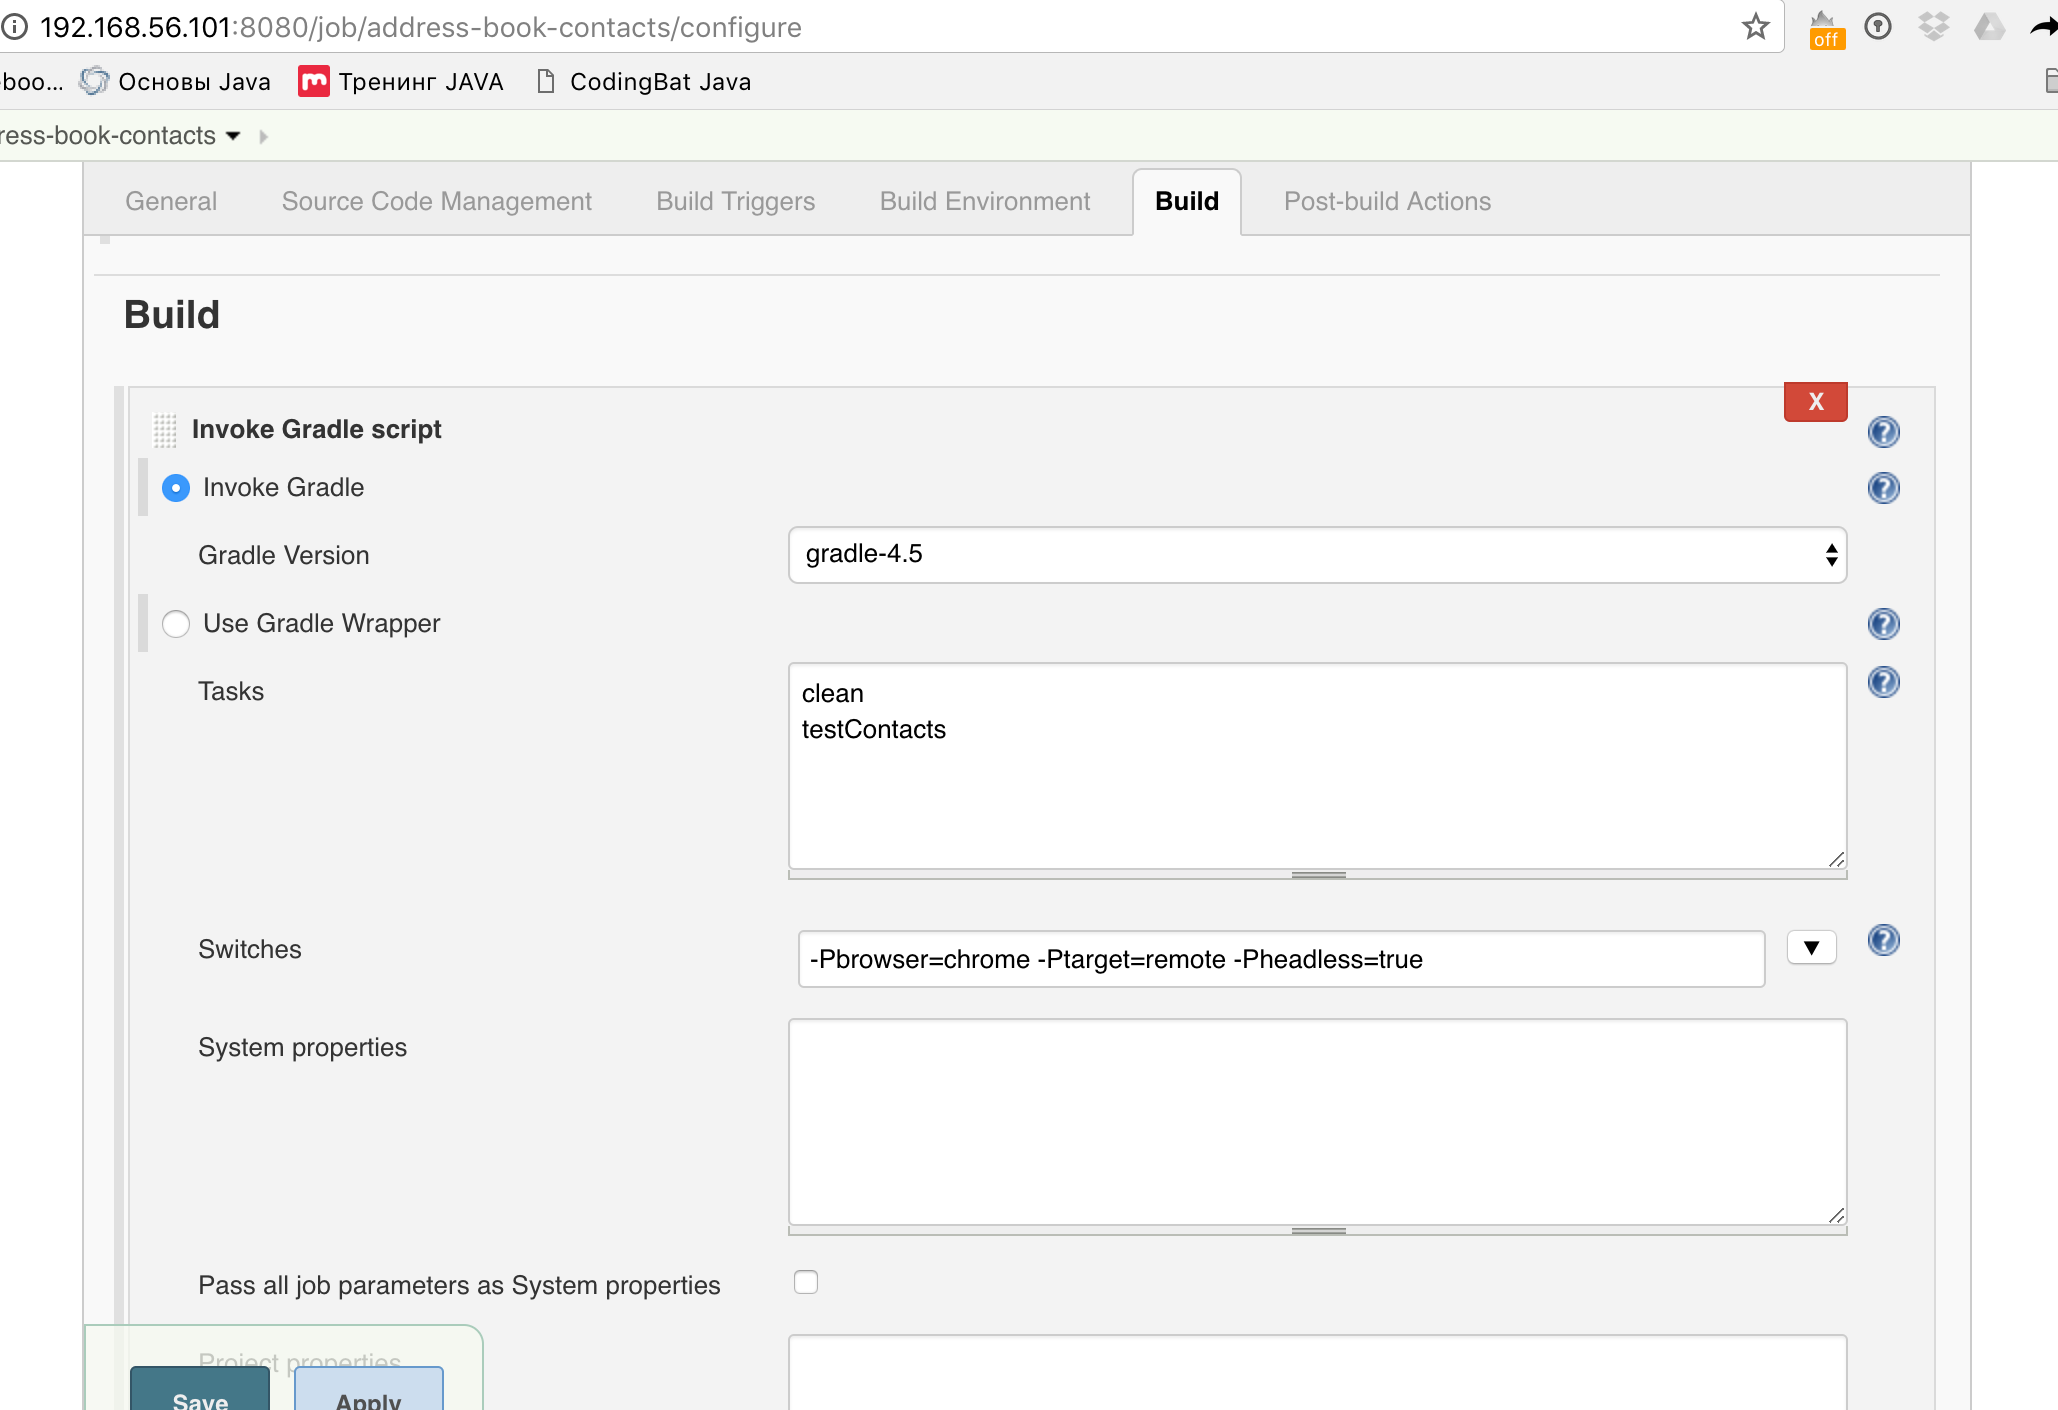 192.168.56.101:8080/job/address-book-contacts/configure
off
eboo... Основы Java m Тренинг JAVA CodingBat Java
ress-book-contacts
General Source Code Management Build Triggers Build Environment Build Post-build Actions
Build
X
Invoke Gradle script
Invoke Gradle
Gradle Version gradle-4.5
Use Gradle Wrapper
Tasks clean
testContacts
Switches -Pbrowser=chrome -Ptarget=remote -Pheadless=true
System properties
Pass all job parameters as System properties
Project properties
Save Apply